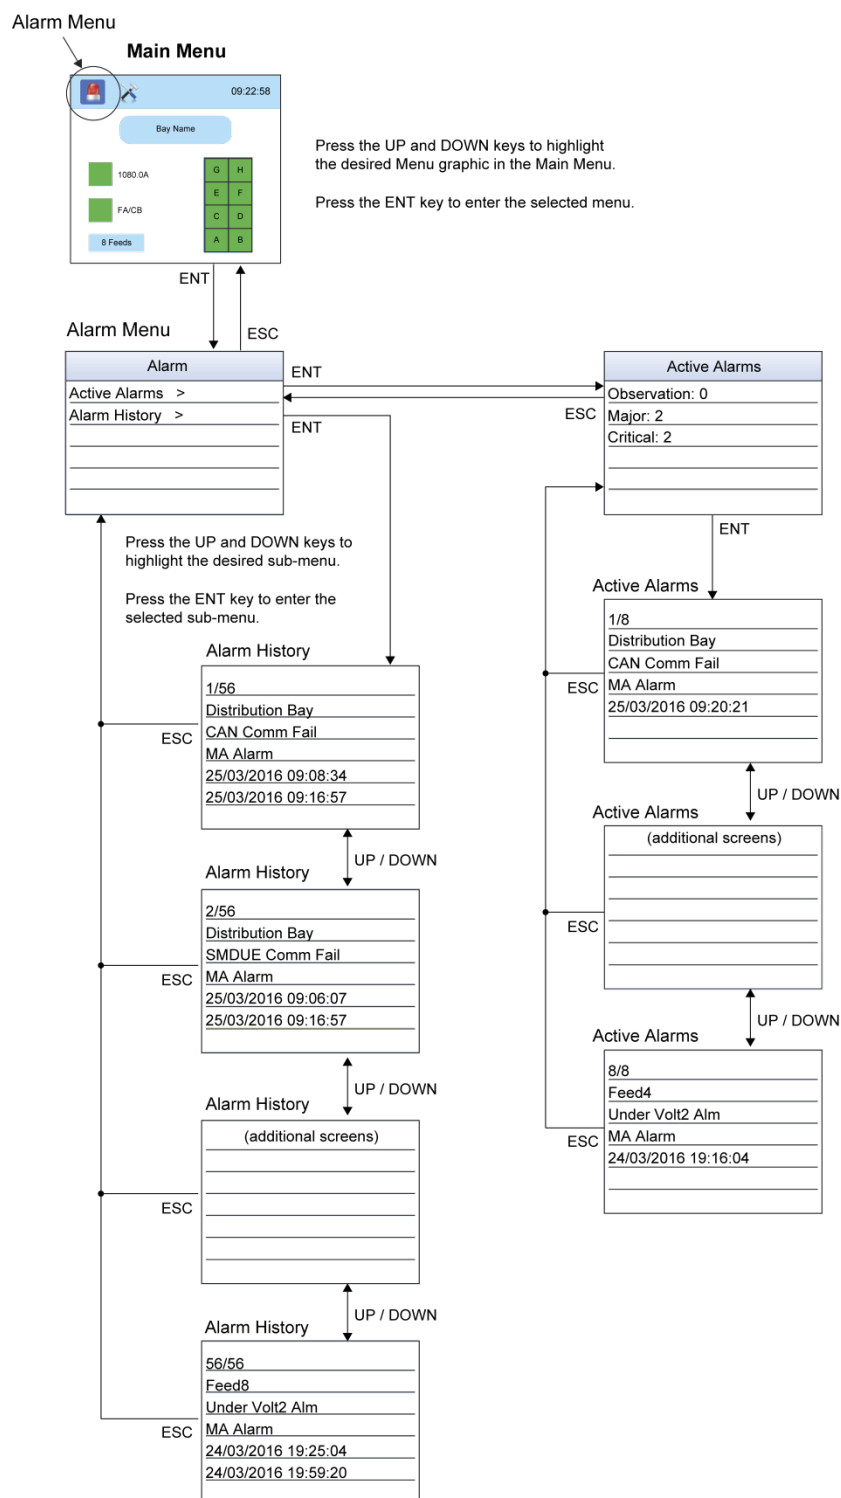 Alarm Menu
Main Menu
09:22:58
Bay Name
1080.0A
G H
E F
FA/CB
C D
8 Feeds
A B
Press the UP and DOWN keys to highlight
the desired Menu graphic in the Main Menu.
Press the ENT key to enter the selected menu.
ENT
ESC
Alarm Menu
Alarm
Active Alarms >
Alarm History >
ENT
ESC
ENT
Active Alarms
Observation: 0
Major: 2
Critical: 2
ENT
Press the UP and DOWN keys to
highlight the desired sub-menu.
Press the ENT key to enter the
selected sub-menu.
Alarm History
1/56
Distribution Bay
CAN Comm Fail
MA Alarm
25/03/2016 09:08:34
25/03/2016 09:16:57
ESC
UP / DOWN
Alarm History
2/56
Distribution Bay
SMDUE Comm Fail
MA Alarm
25/03/2016 09:06:07
25/03/2016 09:16:57
ESC
UP / DOWN
Alarm History
(additional screens)
ESC
UP / DOWN
Alarm History
56/56
Feed8
Under Volt2 Alm
MA Alarm
24/03/2016 19:25:04
24/03/2016 19:59:20
ESC
Active Alarms
1/8
Distribution Bay
CAN Comm Fail
MA Alarm
25/03/2016 09:20:21
ESC
UP / DOWN
Active Alarms
(additional screens)
ESC
UP / DOWN
Active Alarms
8/8
Feed4
Under Volt2 Alm
MA Alarm
24/03/2016 19:16:04
ESC